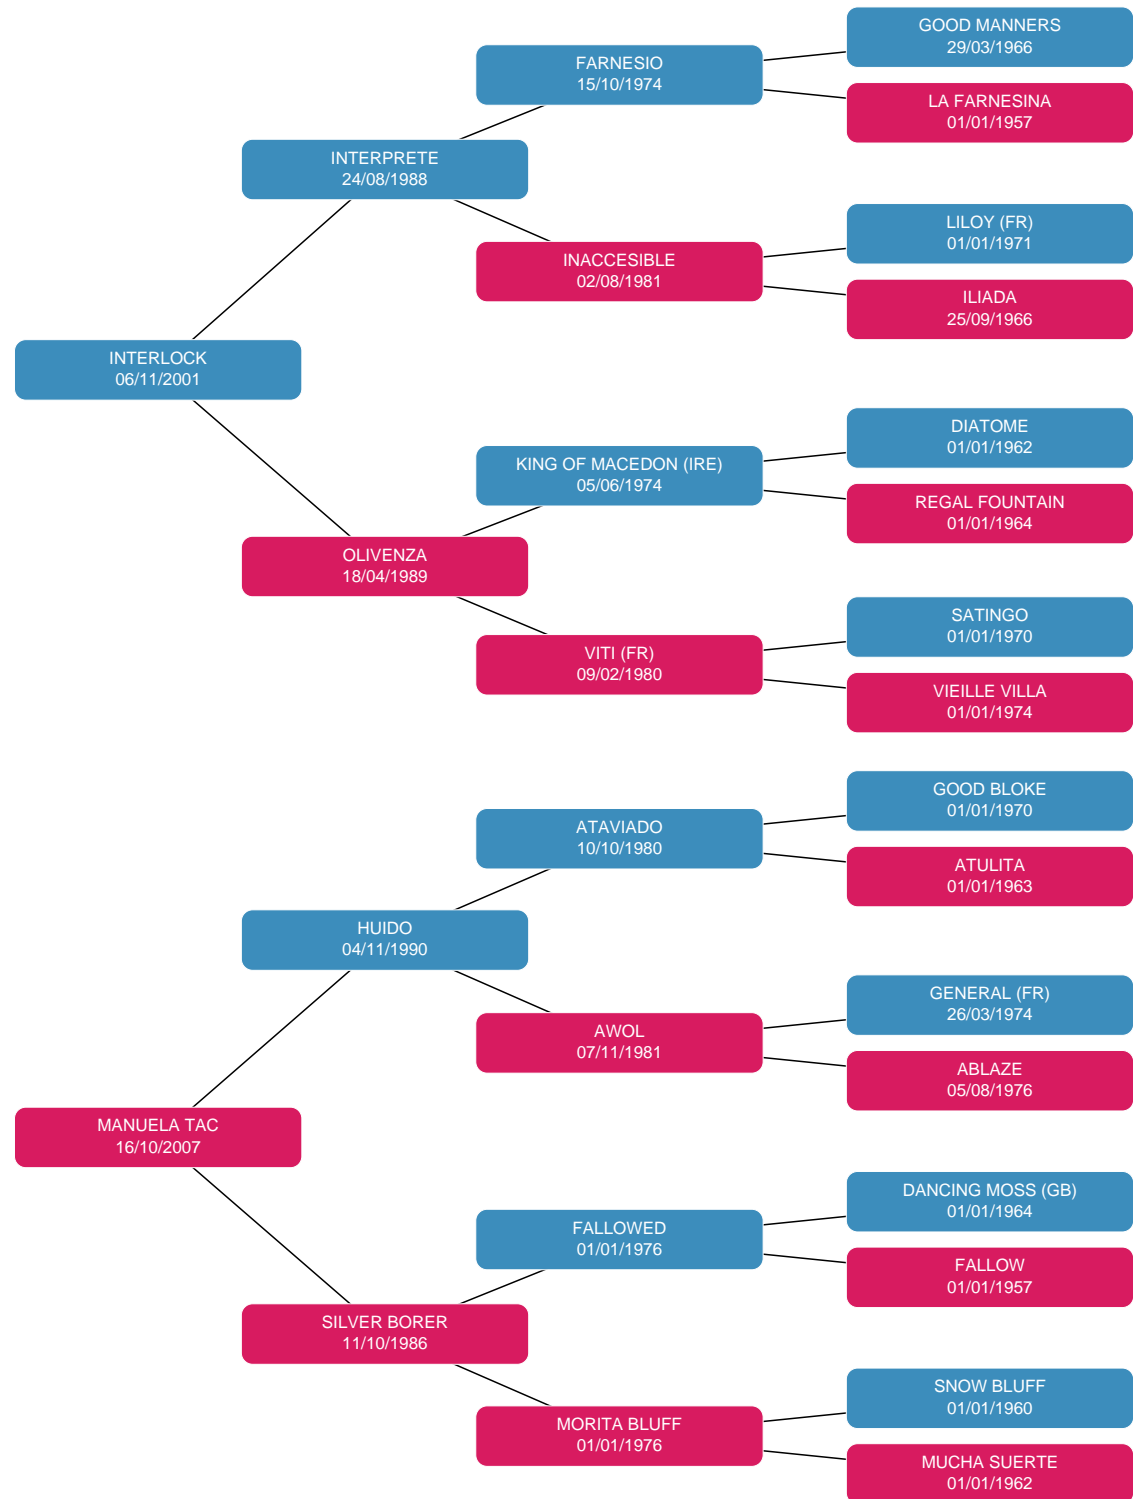 GOOD MANNERS
29/03/1966
FARNESIO
15/10/1974
LA FARNESINA
01/01/1957
INTERPRETE
24/08/1988
LILOY (FR)
01/01/1971
INACCESIBLE
02/08/1981
ILIADA
25/09/1966
INTERLOCK
06/11/2001
DIATOME
01/01/1962
KING OF MACEDON (IRE)
05/06/1974
REGAL FOUNTAIN
01/01/1964
OLIVENZA
18/04/1989
SATINGO
01/01/1970
VITI (FR)
09/02/1980
VIEILLE VILLA
01/01/1974
GOOD BLOKE
01/01/1970
ATAVIADO
10/10/1980
ATULITA
01/01/1963
HUIDO
04/11/1990
GENERAL (FR)
26/03/1974
AWOL
07/11/1981
ABLAZE
05/08/1976
MANUELA TAC
16/10/2007
DANCING MOSS (GB)
01/01/1964
FALLOWED
01/01/1976
FALLOW
01/01/1957
SILVER BORER
11/10/1986
SNOW BLUFF
01/01/1960
MORITA BLUFF
01/01/1976
MUCHA SUERTE
01/01/1962